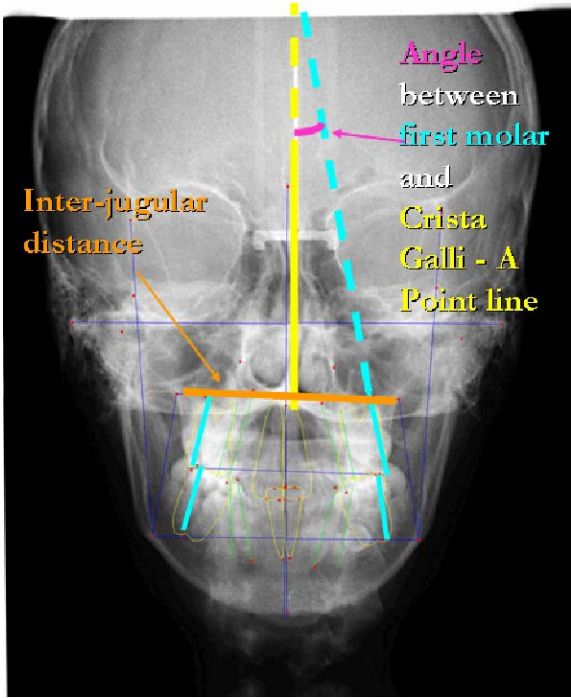 Angle
between
first molar
and
Crista
Galli - A
Point line
Inter-jugular
distance